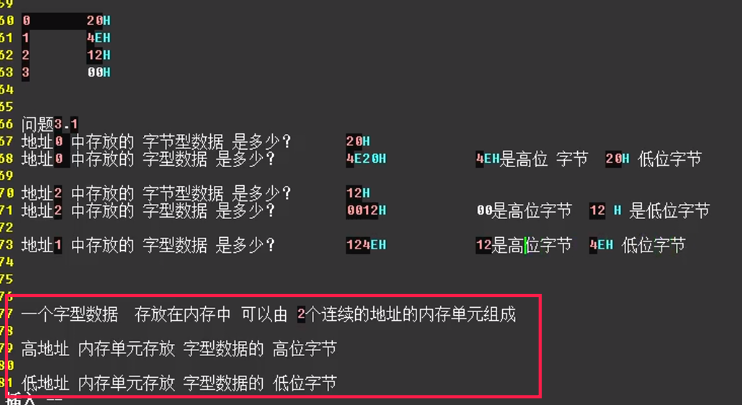 59
60 0 20H
61 1 4EH
62 2 12H
63 3 00H
64
65
66 问题3.1
67 地址0 中存放的 字节型数据 是多少? 20H
68 地址0 中存放的 字型数据 是多少? 4E20H 4EH是高位 字节 20H 低位字节
69
70 地址2 中存放的 字节型数据 是多少? 12H
71 地址2 中存放的 字型数据 是多少? 0012H 00是高位字节 12 H 是低位字节
72
73 地址1 中存放的 字型数据 是多少? 124EH 12是高位字节 4EH 低位字节
74
75
76
77 一个字型数据 存放在内存中 可以由 2个连续的地址的内存单元组成
78
79 高地址 内存单元存放 字型数据的 高位字节
80
81 低地址 内存单元存放 字型数据的 低位字节
-- 插入 --